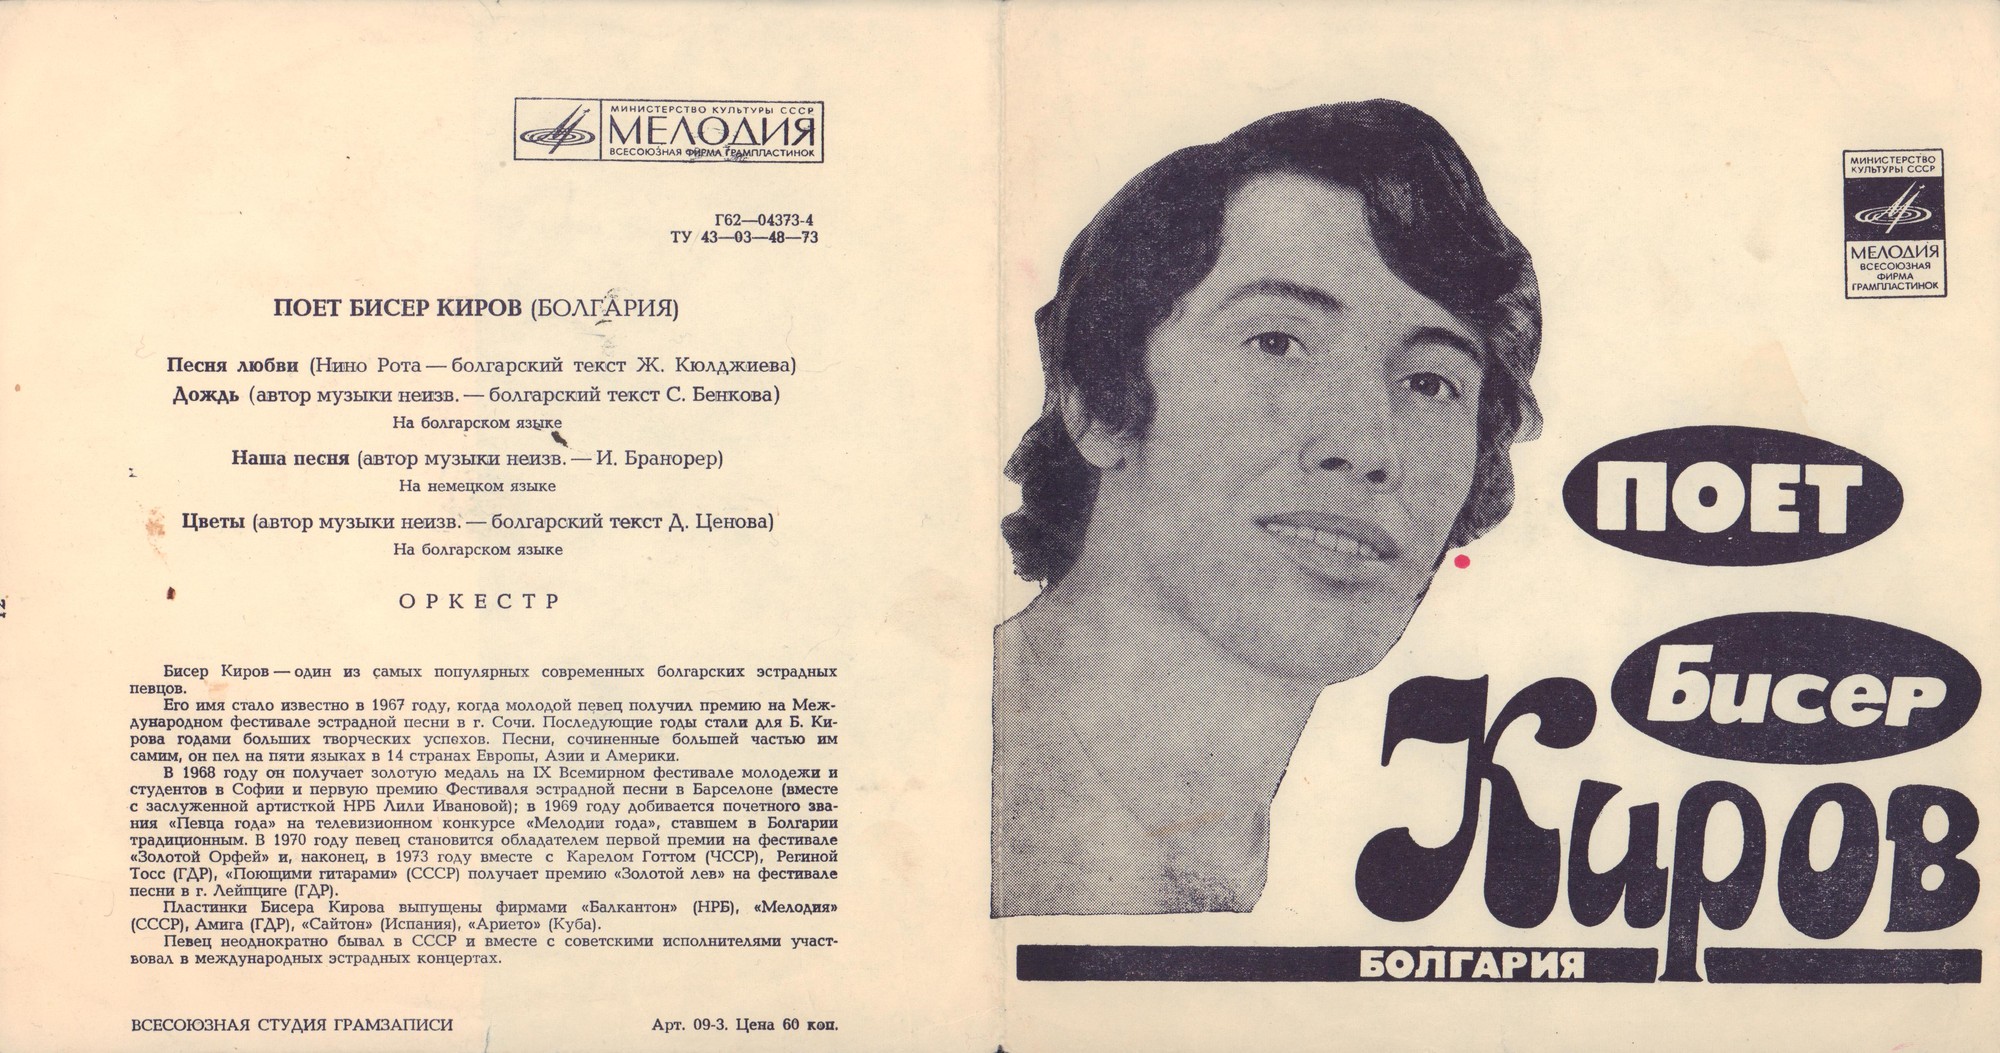 МИНИСТЕРСТВО КУЛЬТУРЫ СССР
МЕЛОДИЯ
ВСЕСОЮЗНАЯ ФИРМА ГРАМПЛАСТИНОК
Г62—04373-4
ТУ 43—03—48—73
ПОЕТ БИСЕР КИРОВ (БОЛГАРИЯ)
Песня любви (Нино Рота — болгарский текст Ж. Кюлджиева)
Дождь (автор музыки неизв. — болгарский текст С. Бенкова)
На болгарском языке
Наша песня (автор музыки неизв. — И. Бранорер)
На немецком языке
Цветы (автор музыки неизв. — болгарский текст Д. Ценова)
На болгарском языке
ОРКЕСТР
Бисер Киров — один из самых популярных современных болгарских эстрадных
певцов.
Его имя стало известно в 1967 году, когда молодой певец получил премию на Меж-
дународном фестивале эстрадной песни в г. Сочи. Последующие годы стали для Б. Ки-
рова годами больших творческих успехов. Песни, сочиненные большей частью им
самим, он пел на пяти языках в 14 странах Европы, Азии и Америки.
В 1968 году он получает золотую медаль на IX Всемирном фестивале молодежи и
студентов в Софии и первую премию Фестиваля эстрадной песни в Барселоне (вместе
с заслуженной артисткой НРБ Лили Ивановой); в 1969 году добивается почетного зва-
ния «Певца года» на телевизионном конкурсе «Мелодии года», ставшем в Болгарии
традиционным. В 1970 году певец становится обладателем первой премии на фестивале
«Золотой Орфей» и, наконец, в 1973 году вместе с Карелом Готтом (ЧССР), Региной
Тосс (ГДР), «Поющими гитарами» (СССР) получает премию «Золотой лев» на фестивале
песни в г. Лейпциге (ГДР).
Пластинки Бисера Кирова выпущены фирмами «Балкантон» (НРБ), «Мелодия»
(СССР), Амига (ГДР), «Сайтон» (Испания), «Арието» (Куба).
Певец неоднократно бывал в СССР и вместе с советскими исполнителями участ-
вовал в международных эстрадных концертах.
ВСЕСОЮЗНАЯ СТУДИЯ ГРАМЗАПИСИ
Арт. 09-3. Цена 60 коп.
МИНИСТЕРСТВО
КУЛЬТУРЫ СССР
МЕЛОДИЯ
ВСЕСОЮЗНАЯ
ФИРМА
ГРАМПЛАСТИНОК
ПОЕТ
Бисер
Киров
БОЛГАРИЯ